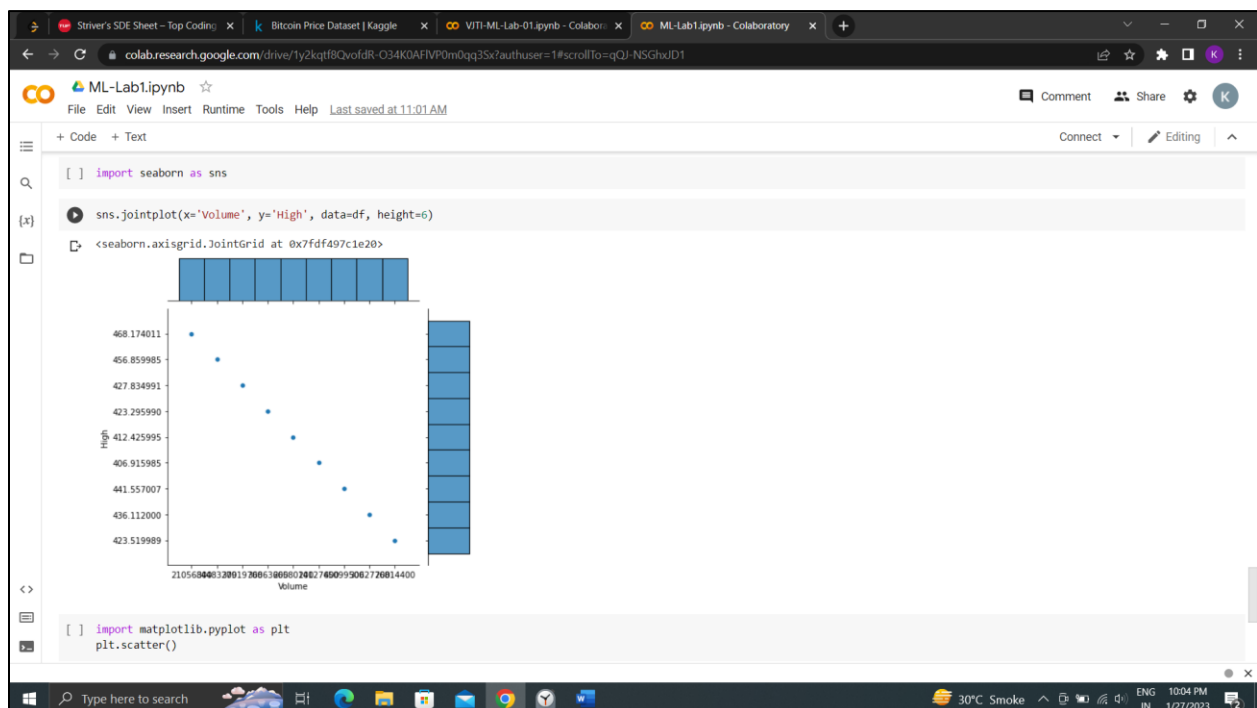 Striver's SDE Sheet – Top Coding
Bitcoin Price Dataset | Kaggle
VJTI-ML-Lab-01.ipynb - Colabora
ML-Lab1.ipynb - Colaboratory
colab.research.google.com/drive/1y2kqtf8QvofdR-O34K0AFlVP0m0qq3Sx?authuser=1#scrollTo=qQJ-NSGhxJD1
K
ML-Lab1.ipynb
File Edit View Insert Runtime Tools Help Last saved at 11:01 AM
Comment Share K
+ Code + Text
Connect Editing
[ ] import seaborn as sns
{x}
sns.jointplot(x='Volume', y='High', data=df, height=6)
<seaborn.axisgrid.JointGrid at 0x7fdf497c1e20>
468.174011
456.859985
427.834991
423.295990
412.425995
406.915985
441.557007
436.112000
423.519989
High
Volume
[ ] import matplotlib.pyplot as plt
plt.scatter()
Type here to search
30°C Smoke
ENG
IN
10:04 PM
1/27/2023